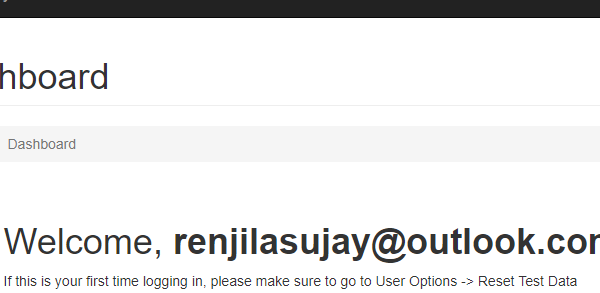 hboard
Dashboard
Welcome, renjilasujay@outlook.co
If this is your first time logging in, please make sure to go to User Options -> Reset Test Data